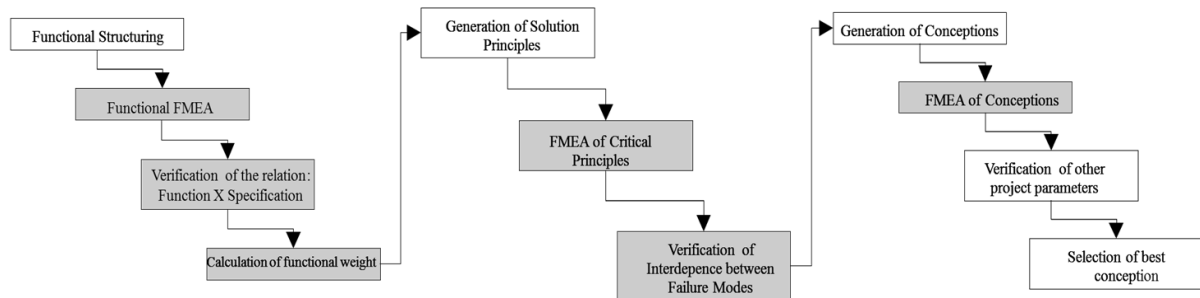 Functional Structuring
Functional FMEA
Verification of the relation:
Function X Specification
Calculation of functional weight
Generation of Solution
Principles
FMEA of Critical
Principles
Verification of
Interdepence between
Failure Modes
Generation of Conceptions
FMEA of Conceptions
Verification of other
project parameters
Selection of best
conception